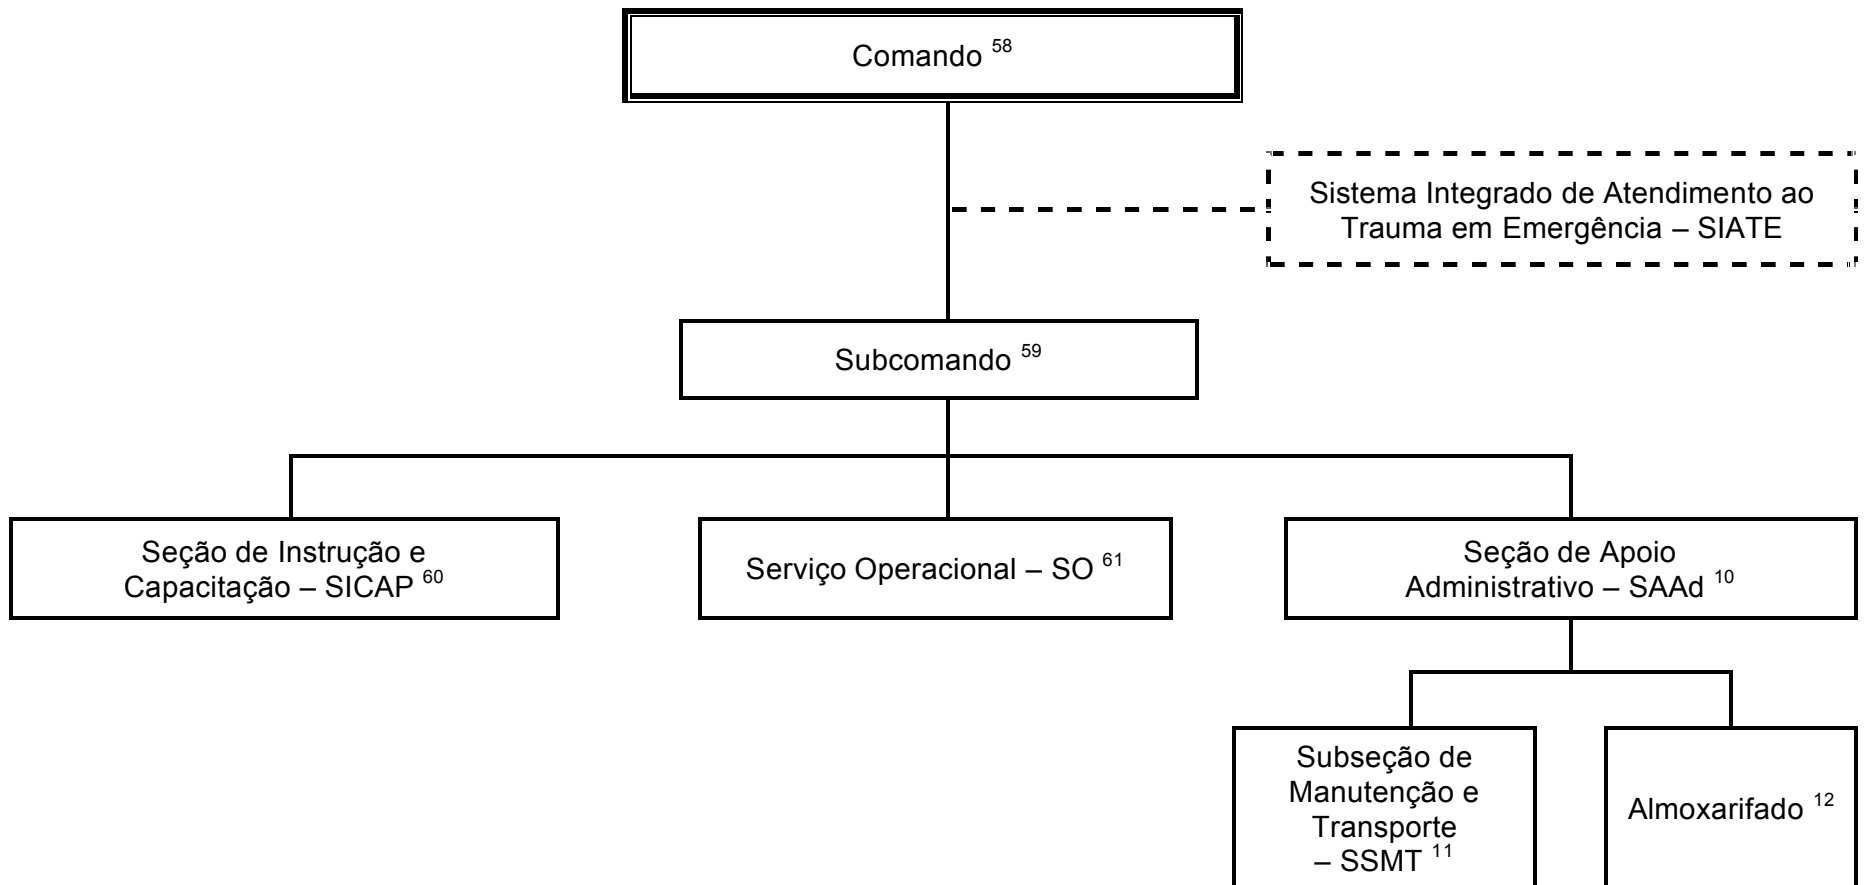 Comando 58
Sistema Integrado de Atendimento ao
Trauma em Emergência – SIATE
Subcomando 59
Seção de Instrução e
Capacitação – SICAP 60
Serviço Operacional – SO 61
Seção de Apoio
Administrativo – SAAd 10
Subseção de
Manutenção e
Transporte
– SSMT 11
Almoxarifado 12